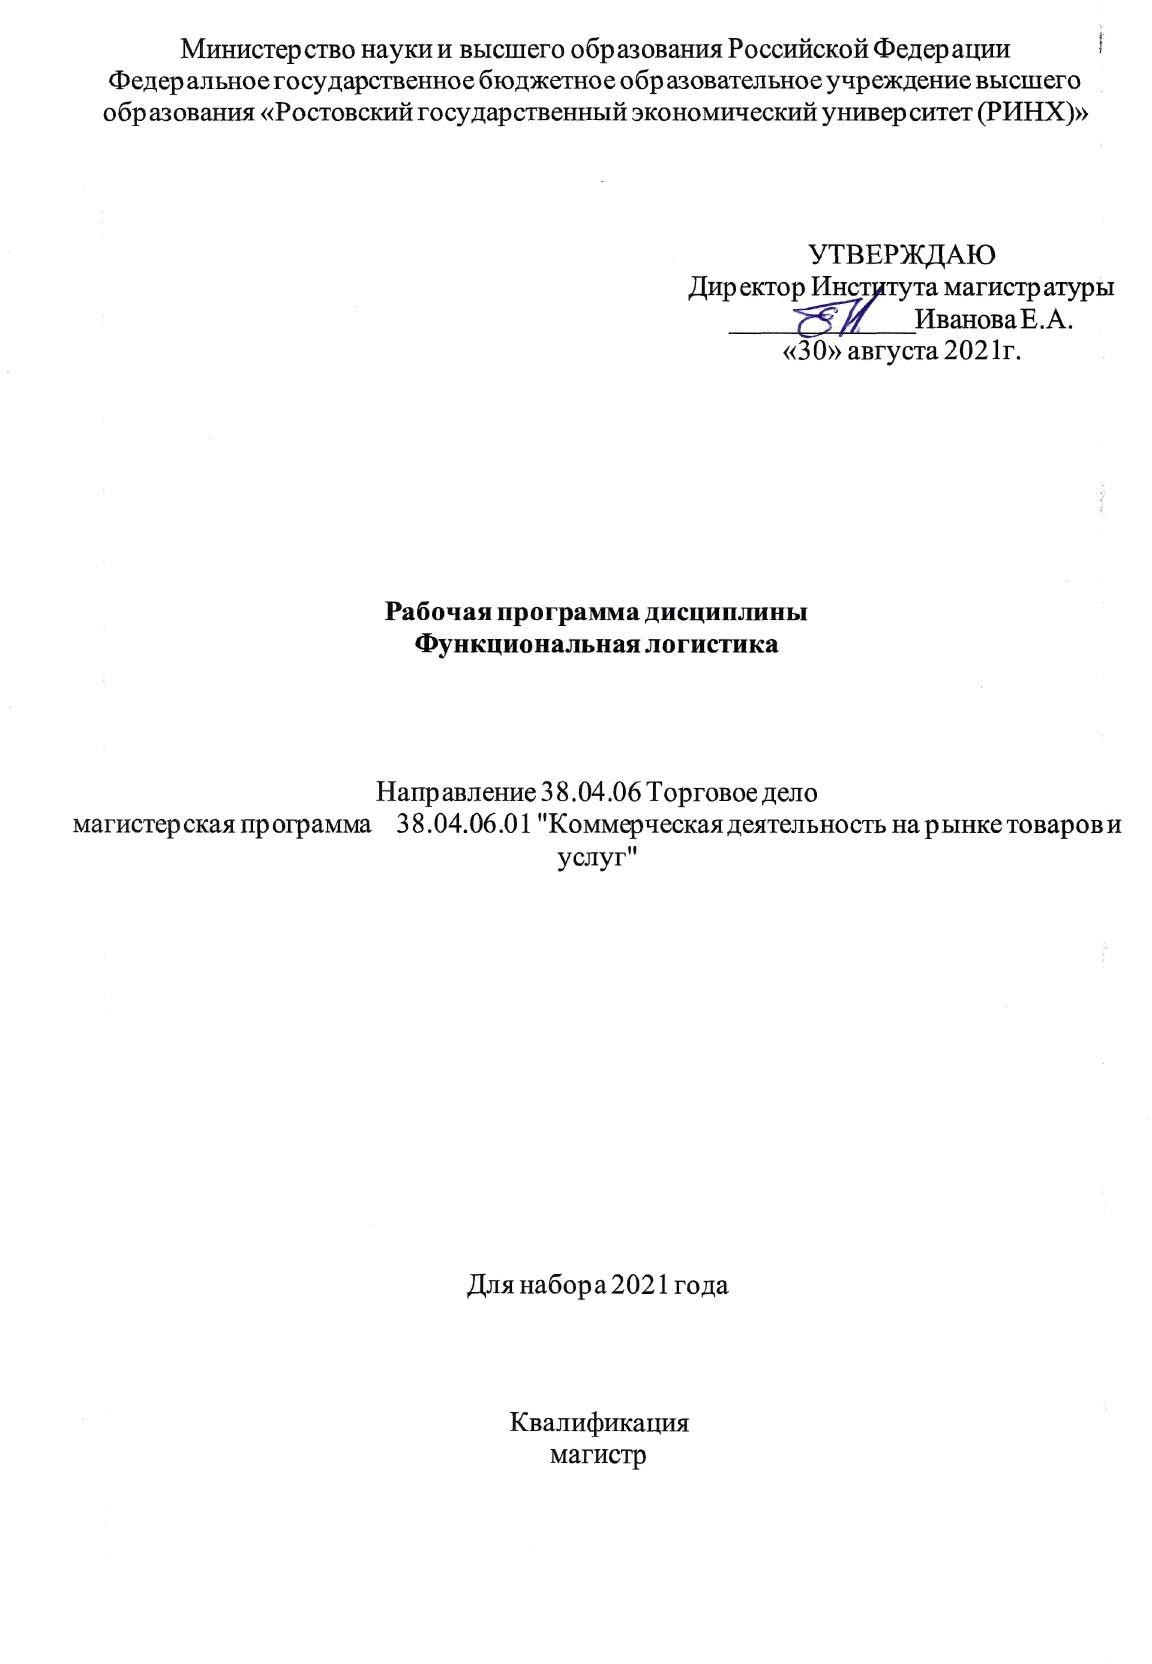 Министерство науки и высшего образования Российской Федерации
Федеральное государственное бюджетное образовательное учреждение высшего
образования «Ростовский государственный экономический университет (РИНХ)»
УТВЕРЖДАЮ
Директор Института магистратуры
Иванова Е.А.
«30» августа 2021г.
Рабочая программа дисциплины
Функциональная логистика
Направление 38.04.06 Торговое дело
магистерская программа 38.04.06.01 "Коммерческая деятельность на рынке товаров и
услуг"
Для набора 2021 года
Квалификация
магистр